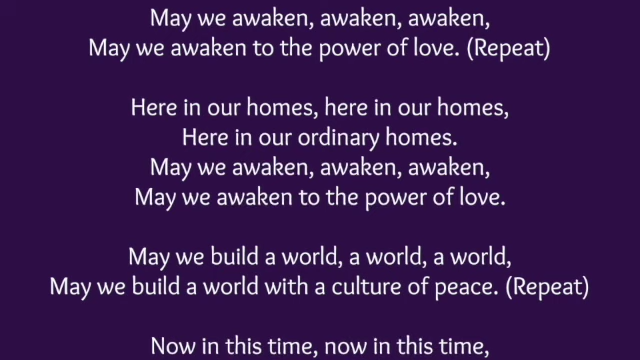 May we awaken, awaken, awaken,
May we awaken to the power of love. (Repeat)
Here in our homes, here in our homes,
Here in our ordinary homes.
May we awaken, awaken, awaken,
May we awaken to the power of love.
May we build a world, a world, a world,
May we build a world with a culture of peace. (Repeat)
Now in this time, now in this time,